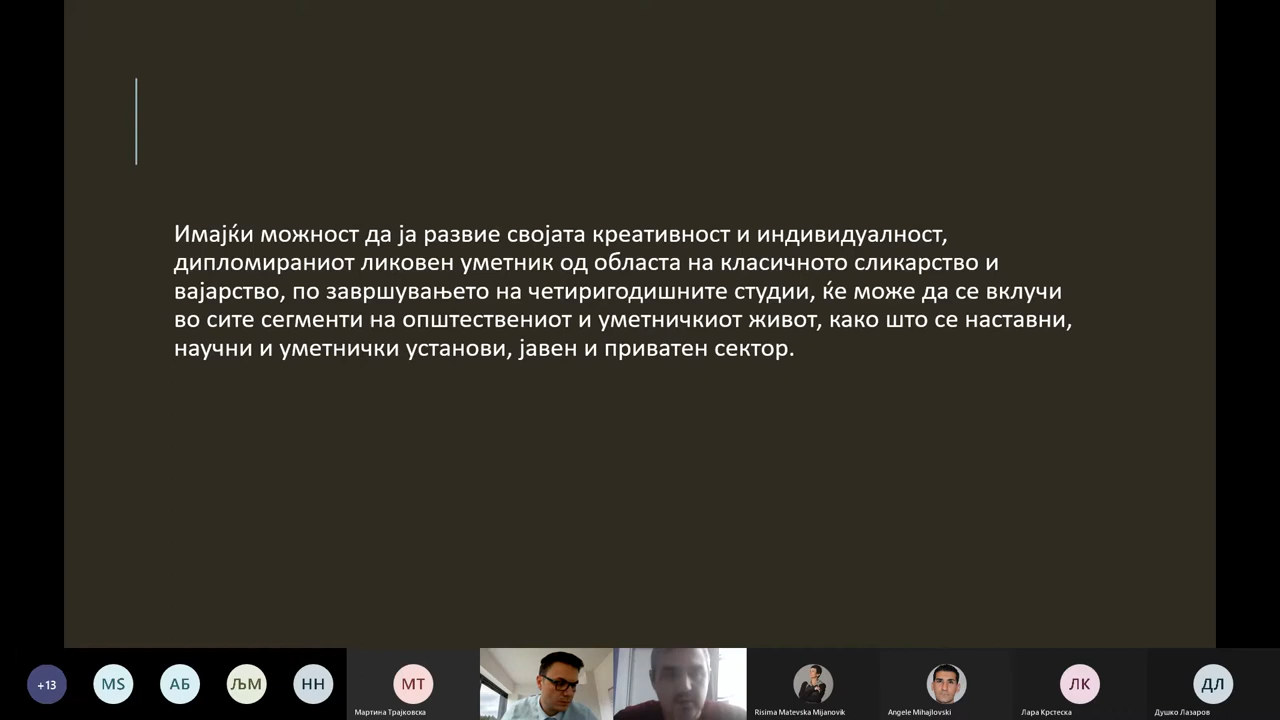 Имајќи можност да ја развие својата креативност и индивидуалност,
дипломираниот ликовен уметник од областа на класичното сликарство и
вајарство, по завршувањето на четиригодишните студии, ќе може да се вклучи
во сите сегменти на општествениот и уметничкиот живот, како што се наставни,
научни и уметнички установи, јавен и приватен сектор.
+13
MS
АБ
ЉМ
НН
МТ
Мартина Трајковска
Risima Matevska Mijanovik
Angele Mihajlovski
ЛК
Лара Крстеска
ДЛ
Душко Лазаров